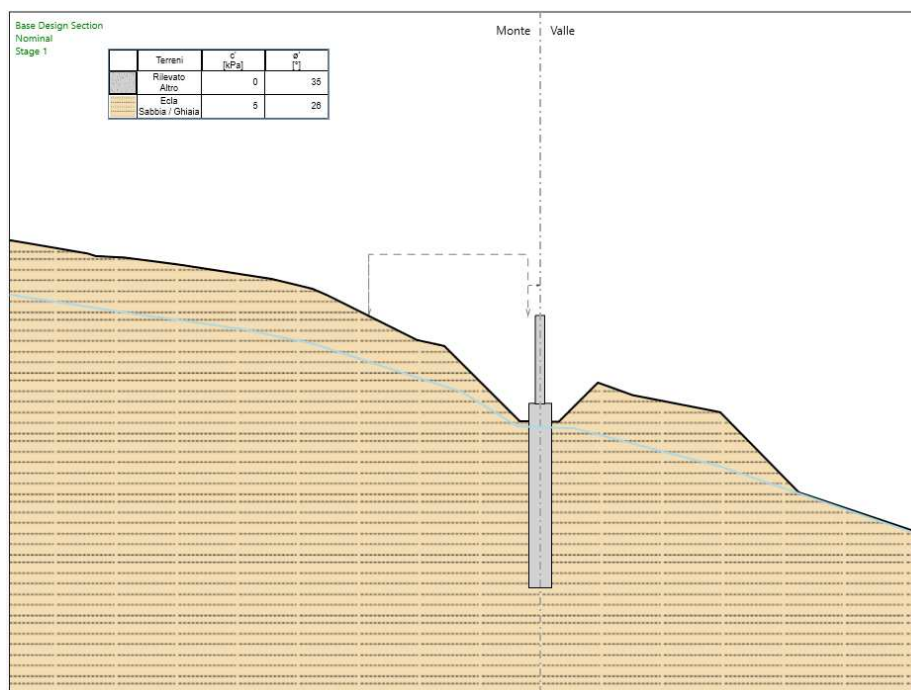 Base Design Section
Nominal
Stage 1
Monte Valle
Terreni c' ø'
[kPa] [°]
Rilevato
Altro 0 35
Ecla
Sabbia / Ghiaia 5 26